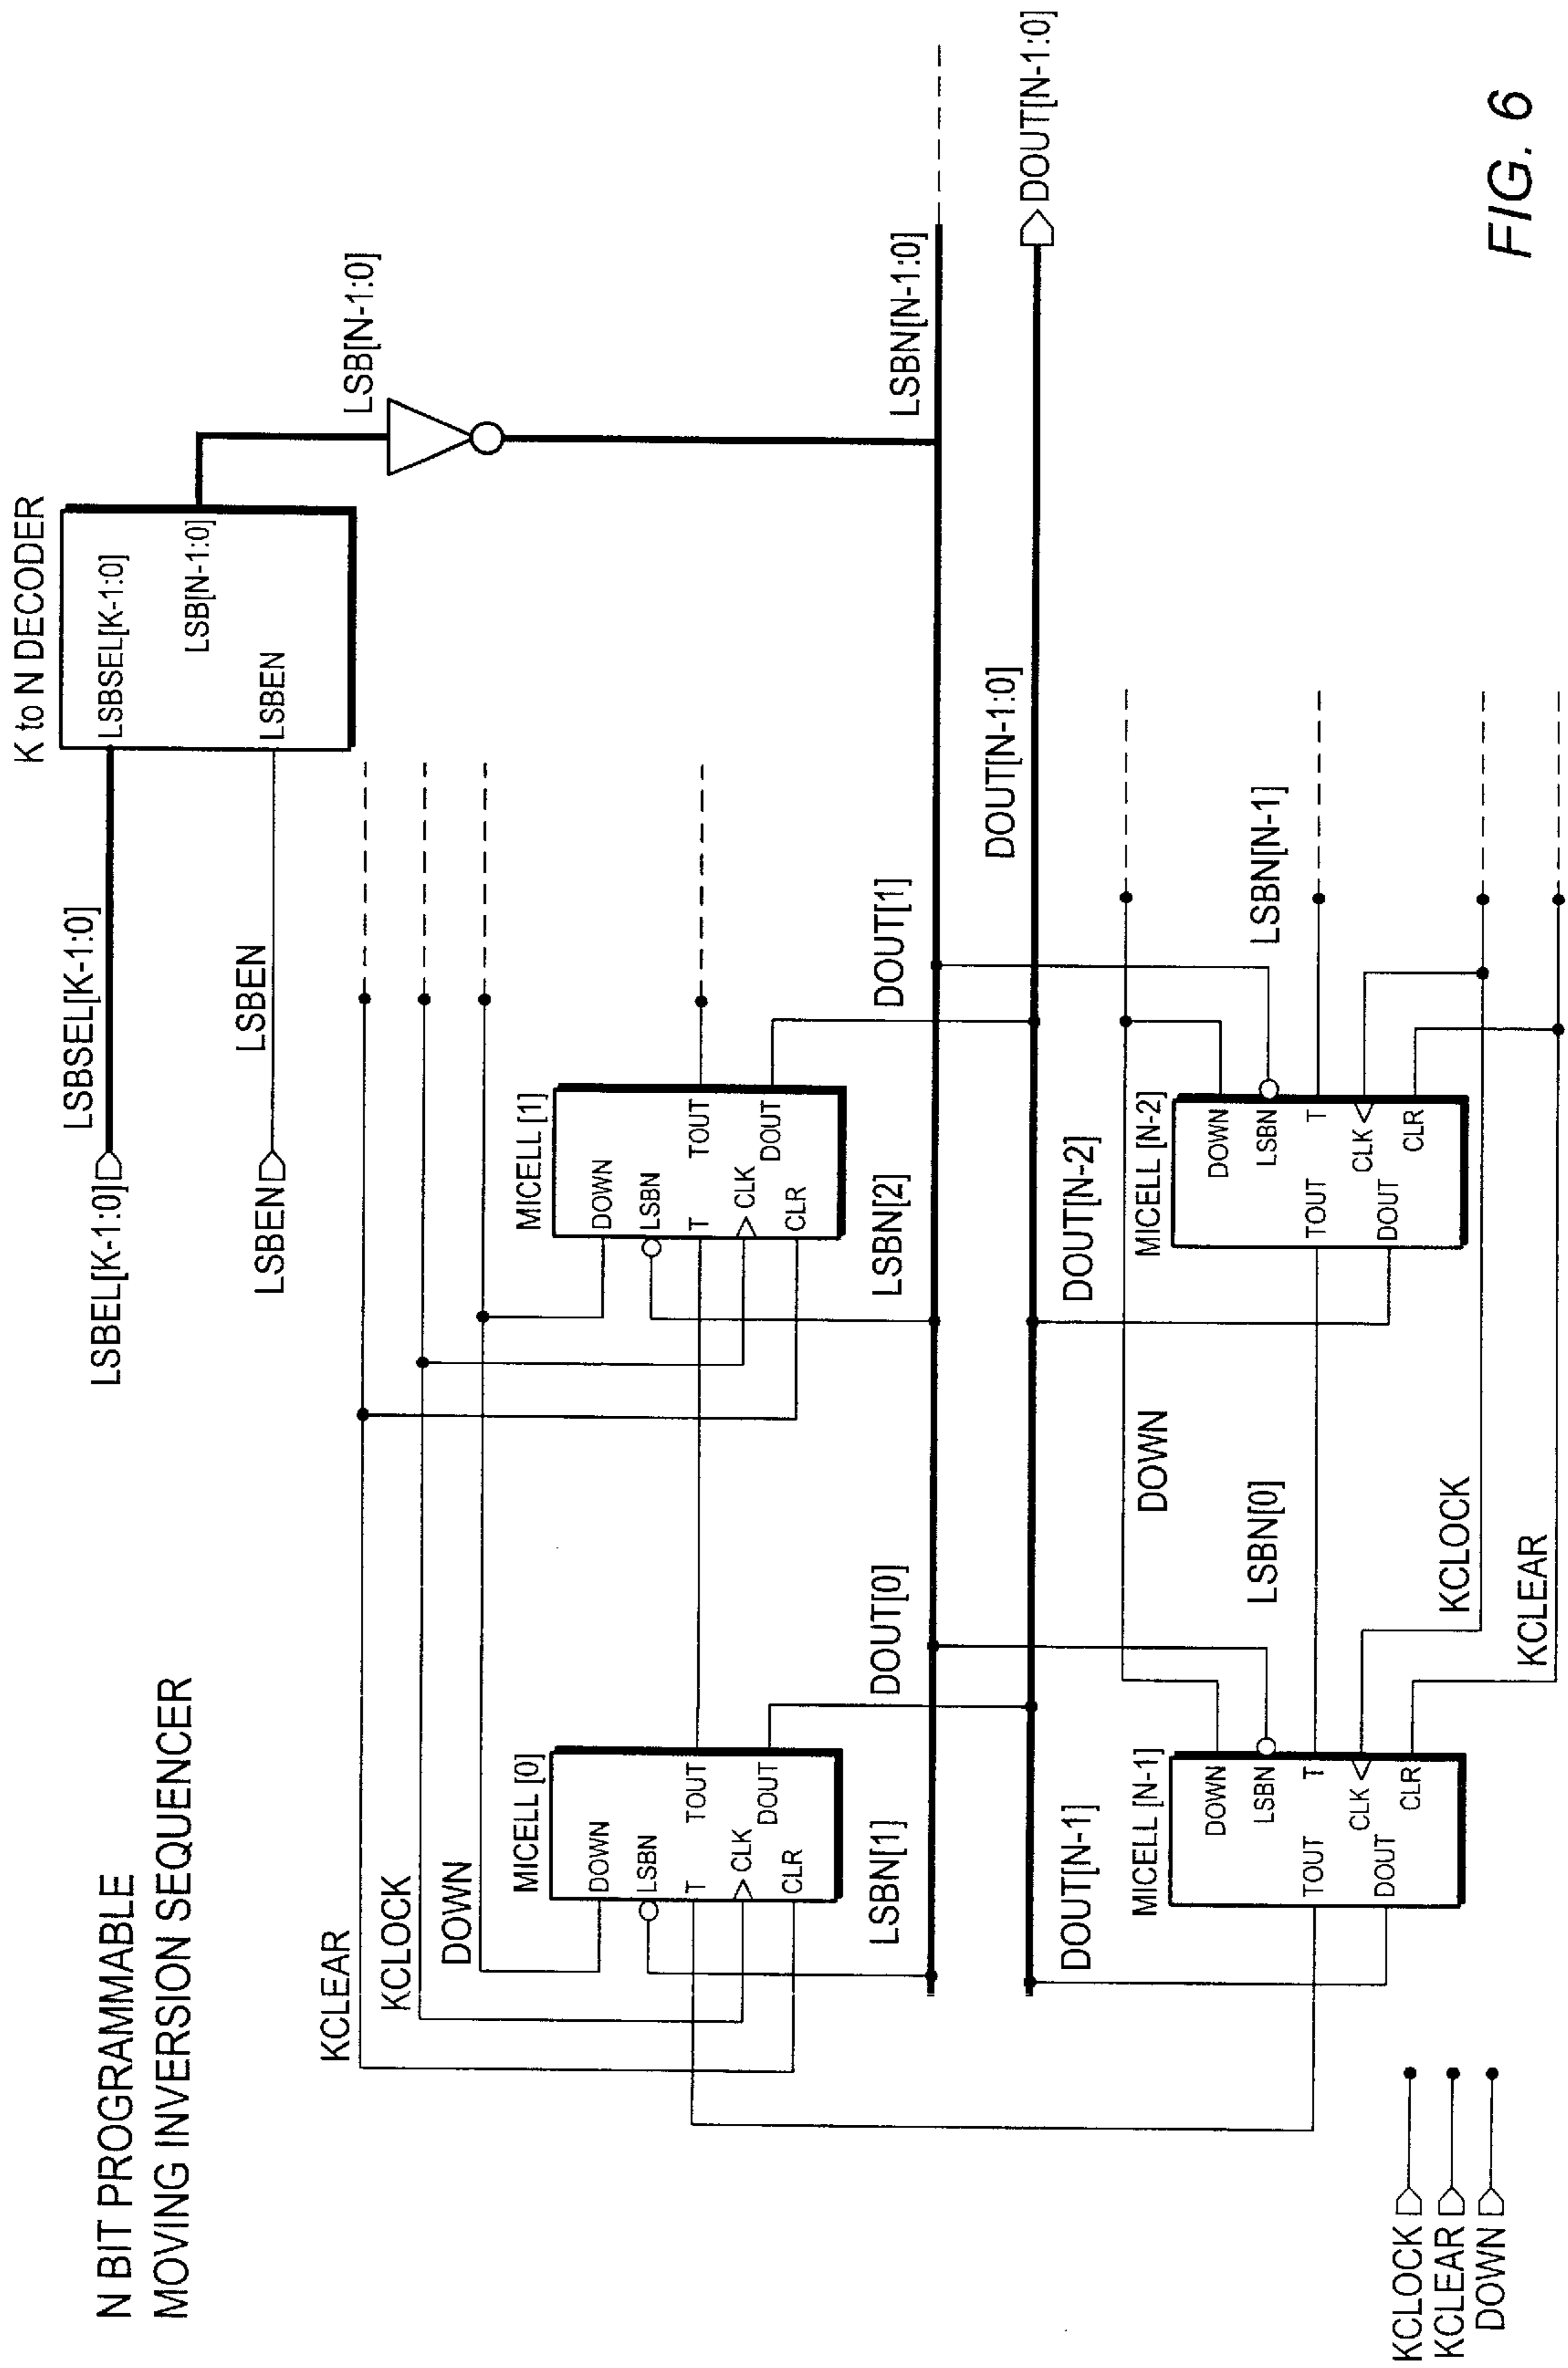 N BIT PROGRAMMABLE
MOVING INVERSION SEQUENCER
K to N DECODER
LSBEL[K-1:0]
LSBSEL[K-1:0]
LSBSEL[K-1:0]
LSB[N-1:0]
LSB[N-1:0]
LSBEN
LSBEN
LSBEN
KCLEAR
KCLOCK
DOWN
MICELL [0]
DOWN
LSBN
T
CLK
CLR
TOUT
DOUT
MICELL [1]
DOWN
LSBN
T
CLK
CLR
TOUT
DOUT
LSBN[1]
DOUT[0]
LSBN[2]
DOUT[1]
LSBN[N-1:0]
DOUT[N-1:0]
DOUT[N-1:0]
DOUT[N-1]
DOUT[N-2]
MICELL [N-1]
TOUT
DOUT
DOWN
LSBN
T
CLK
CLR
DOWN
LSBN[0]
KCLOCK
KCLEAR
MICELL [N-2]
TOUT
DOUT
DOWN
LSBN
T
CLK
CLR
LSBN[N-1]
KCLOCK
KCLEAR
DOWN
FIG. 6